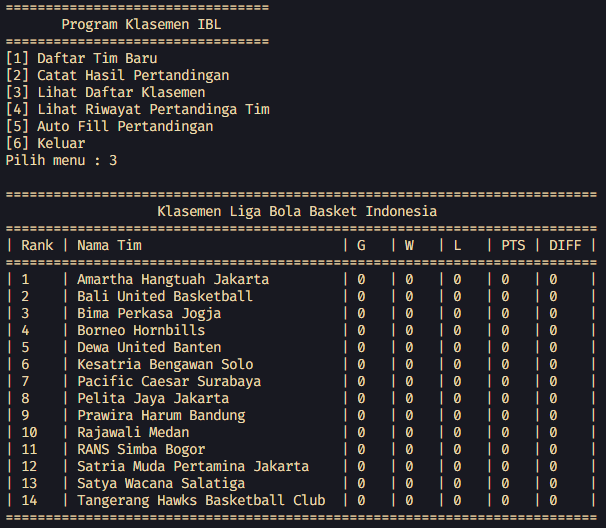 =================================
Program Klasemen IBL
=================================
[1] Daftar Tim Baru
[2] Catat Hasil Pertandingan
[3] Lihat Daftar Klasemen
[4] Lihat Riwayat Pertandinga Tim
[5] Auto Fill Pertandingan
[6] Keluar
Pilih menu : 3
==========================================================================
Klasemen Liga Bola Basket Indonesia
==========================================================================
| Rank | Nama Tim | G | W | L | PTS | DIFF |
==========================================================================
| 1 | Amartha Hangtuah Jakarta | 0 | 0 | 0 | 0 | 0 |
| 2 | Bali United Basketball | 0 | 0 | 0 | 0 | 0 |
| 3 | Bima Perkasa Jogja | 0 | 0 | 0 | 0 | 0 |
| 4 | Borneo Hornbills | 0 | 0 | 0 | 0 | 0 |
| 5 | Dewa United Banten | 0 | 0 | 0 | 0 | 0 |
| 6 | Kesatria Bengawan Solo | 0 | 0 | 0 | 0 | 0 |
| 7 | Pacific Caesar Surabaya | 0 | 0 | 0 | 0 | 0 |
| 8 | Pelita Jaya Jakarta | 0 | 0 | 0 | 0 | 0 |
| 9 | Prawira Harum Bandung | 0 | 0 | 0 | 0 | 0 |
| 10 | Rajawali Medan | 0 | 0 | 0 | 0 | 0 |
| 11 | RANS Simba Bogor | 0 | 0 | 0 | 0 | 0 |
| 12 | Satria Muda Pertamina Jakarta | 0 | 0 | 0 | 0 | 0 |
| 13 | Satya Wacana Salatiga | 0 | 0 | 0 | 0 | 0 |
| 14 | Tangerang Hawks Basketball Club | 0 | 0 | 0 | 0 | 0 |
==========================================================================